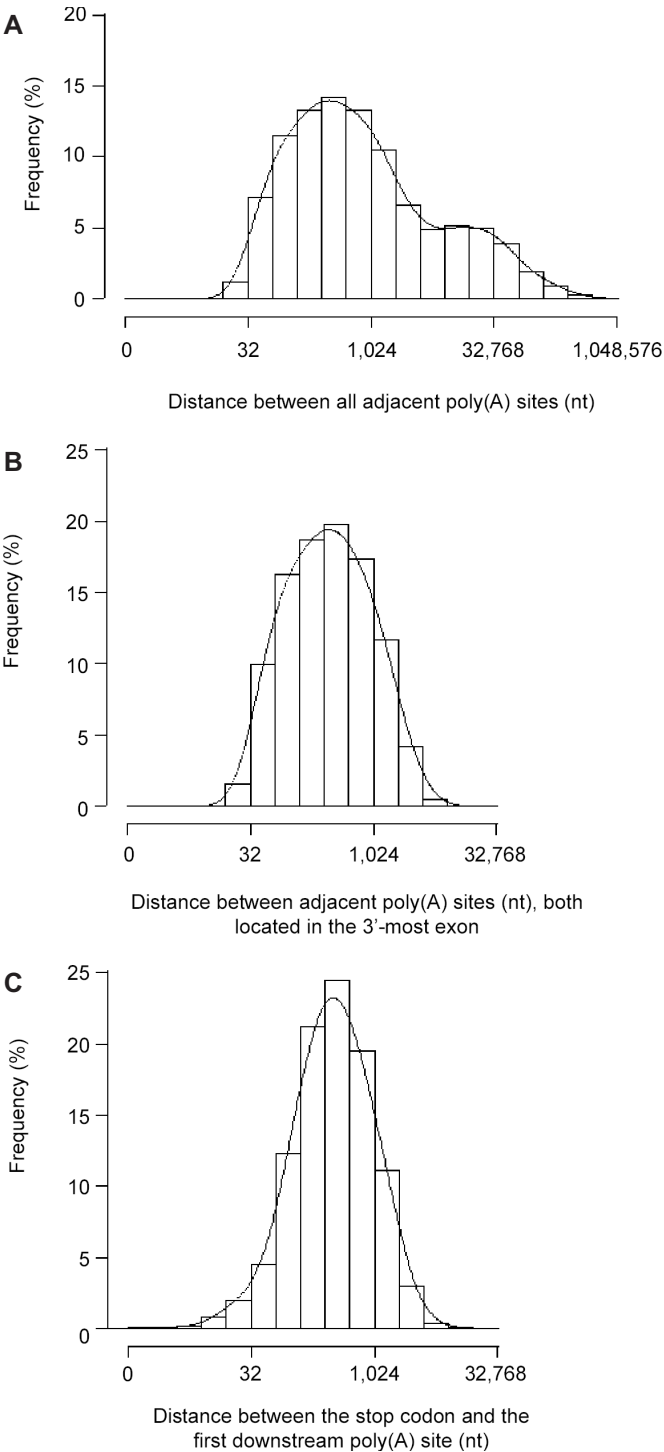 A
Frequency (%)
20
15
10
5
0
0 32 1,024 32,768 1,048,576
Distance between all adjacent poly(A) sites (nt)
B
Frequency (%)
25
20
15
10
5
0
0 32 1,024 32,768
Distance between adjacent poly(A) sites (nt), both
located in the 3’-most exon
C
Frequency (%)
25
20
15
10
5
0
0 32 1,024 32,768
Distance between the stop codon and the
first downstream poly(A) site (nt)